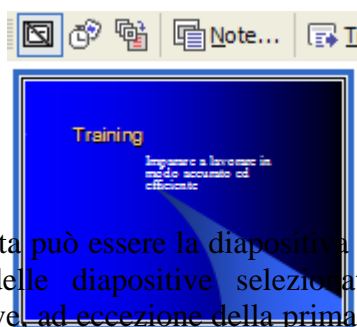 Note...
Training
Imparare a lavorare in
modo accurato ed
efficiente
ta può essere la diapositiva
delle diapositive seleziona
ve, ad eccezione della prima